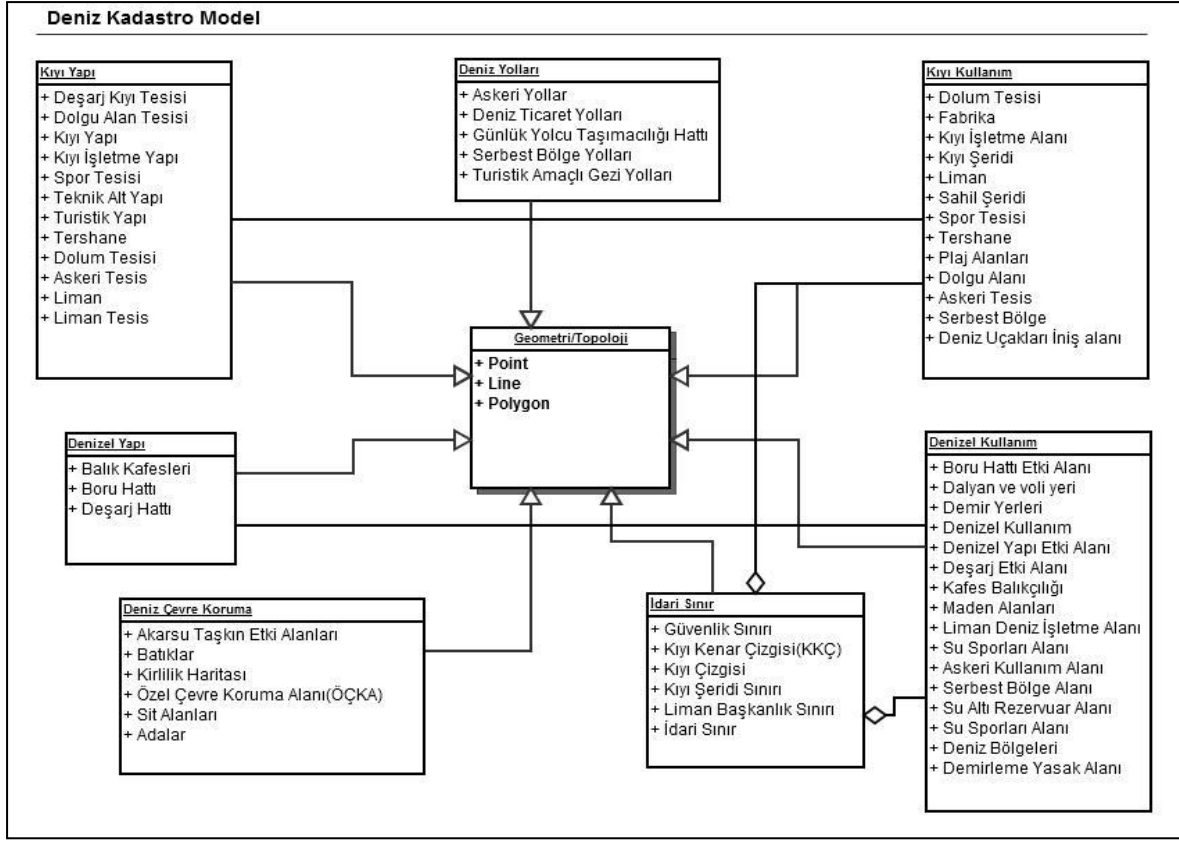 Deniz Kadastro Model
Kıyı Yapı
+ Deşarj Kıyı Tesisi
+ Dolgu Alan Tesisi
+ Kıyı Yapı
+ Kıyı İşletme Yapı
+ Spor Tesisi
+ Teknik Alt Yapı
+ Turistik Yapı
+ Tershane
+ Dolum Tesisi
+ Askeri Tesis
+ Liman
+ Liman Tesis
Deniz Yolları
+ Askeri Yollar
+ Deniz Ticaret Yolları
+ Günlük Yolcu Taşımacılığı Hattı
+ Serbest Bölge Yolları
+ Turistik Amaçlı Gezi Yolları
Kıyı Kullanım
+ Dolum Tesisi
+ Fabrika
+ Kıyı İşletme Alanı
+ Kıyı Şeridi
+ Liman
+ Sahil Şeridi
+ Spor Tesisi
+ Tershane
+ Plaj Alanları
+ Dolgu Alanı
+ Askeri Tesis
+ Serbest Bölge
+ Deniz Uçakları İniş alanı
Geometri/Topoloji
+ Point
+ Line
+ Polygon
Denizel Yapı
+ Balık Kafesleri
+ Boru Hattı
+ Deşarj Hattı
Denizel Kullanım
+ Boru Hattı Etki Alanı
+ Dalyan ve voli yeri
+ Demir Yerleri
+ Denizel Kullanım
+ Denizel Yapı Etki Alanı
+ Deşarj Etki Alanı
+ Kafes Balıkçılığı
+ Maden Alanları
+ Liman Deniz İşletme Alanı
+ Su Sporları Alanı
+ Askeri Kullanım Alanı
+ Serbest Bölge Alanı
+ Su Altı Rezervuar Alanı
+ Su Sporları Alanı
+ Deniz Bölgeleri
+ Demirleme Yasak Alanı
Deniz Çevre Koruma
+ Akarsu Taşkın Etki Alanları
+ Batıklar
+ Kirlilik Haritası
+ Özel Çevre Koruma Alanı(ÖÇKA)
+ Sit Alanları
+ Adalar
İdari Sınır
+ Güvenlik Sınırı
+ Kıyı Kenar Çizgisi(KKÇ)
+ Kıyı Çizgisi
+ Kıyı Şeridi Sınırı
+ Liman Başkanlık Sınırı
+ İdari Sınır